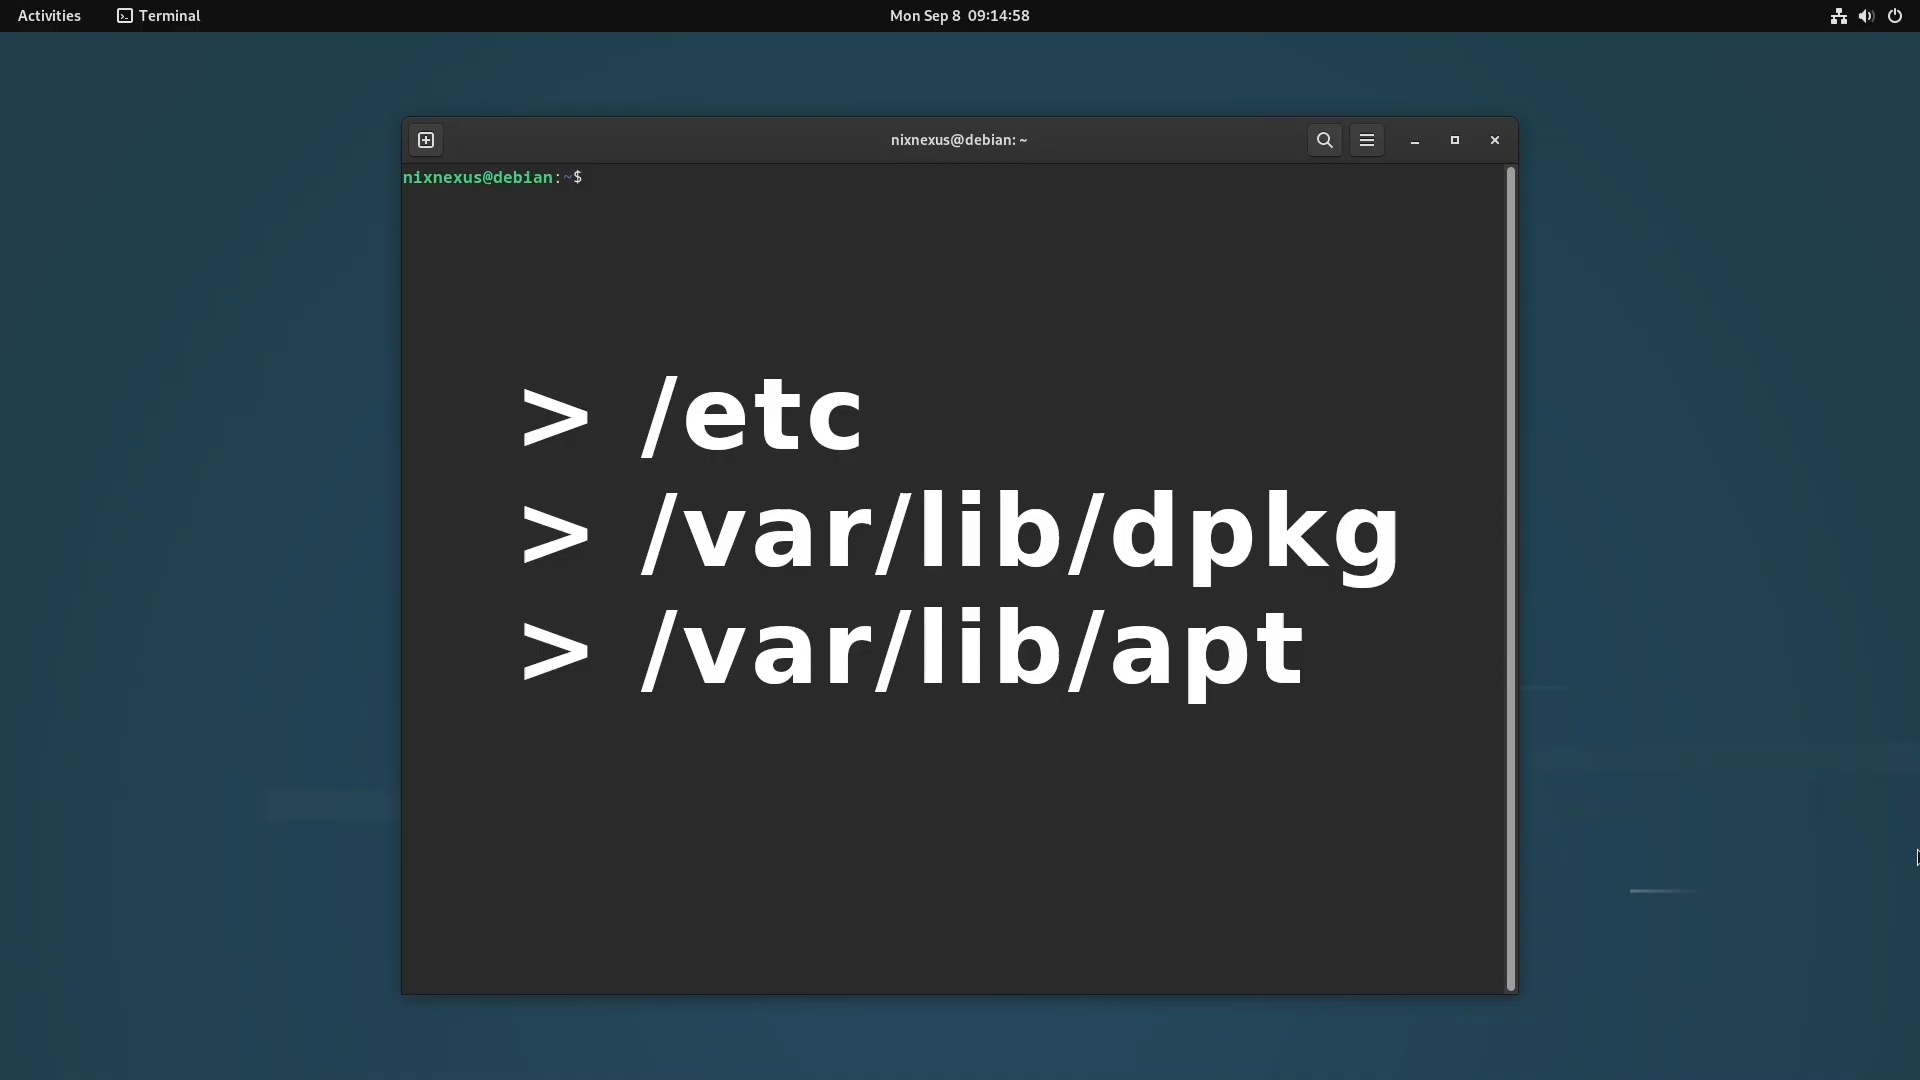 Activities Terminal Mon Sep 8 09:14:58
nixnexus@debian: ~
nixnexus@debian:~$
> /etc
> /var/lib/dpkg
> /var/lib/apt